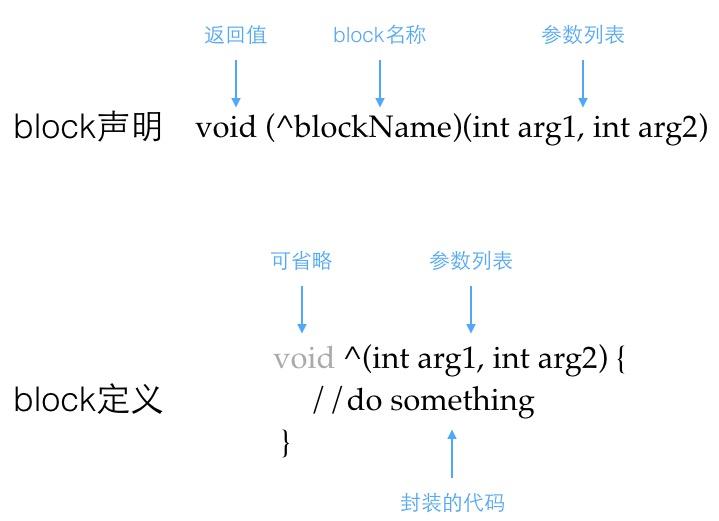 返回值 block名称 参数列表
block声明 void (^blockName)(int arg1, int arg2)
可省略 参数列表
void ^(int arg1, int arg2) {
block定义 //do something
}
封装的代码